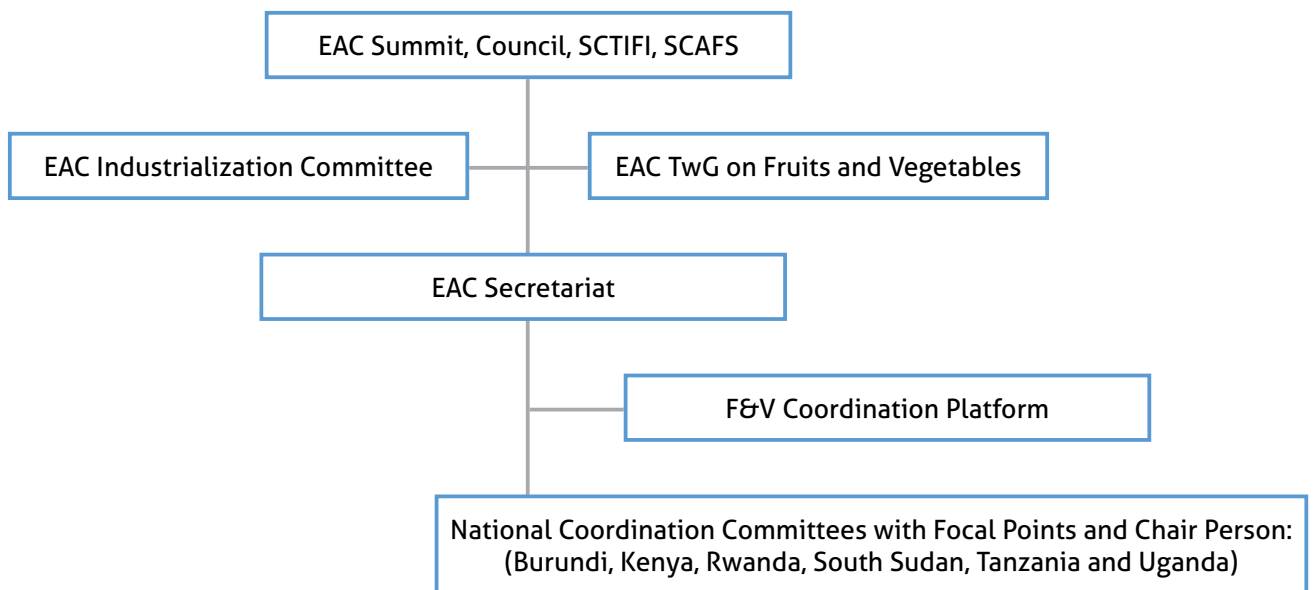 EAC Summit, Council, SCTIFI, SCAFS
EAC Industrialization Committee
EAC TwG on Fruits and Vegetables
EAC Secretariat
F&V Coordination Platform
National Coordination Committees with Focal Points and Chair Person:
(Burundi, Kenya, Rwanda, South Sudan, Tanzania and Uganda)